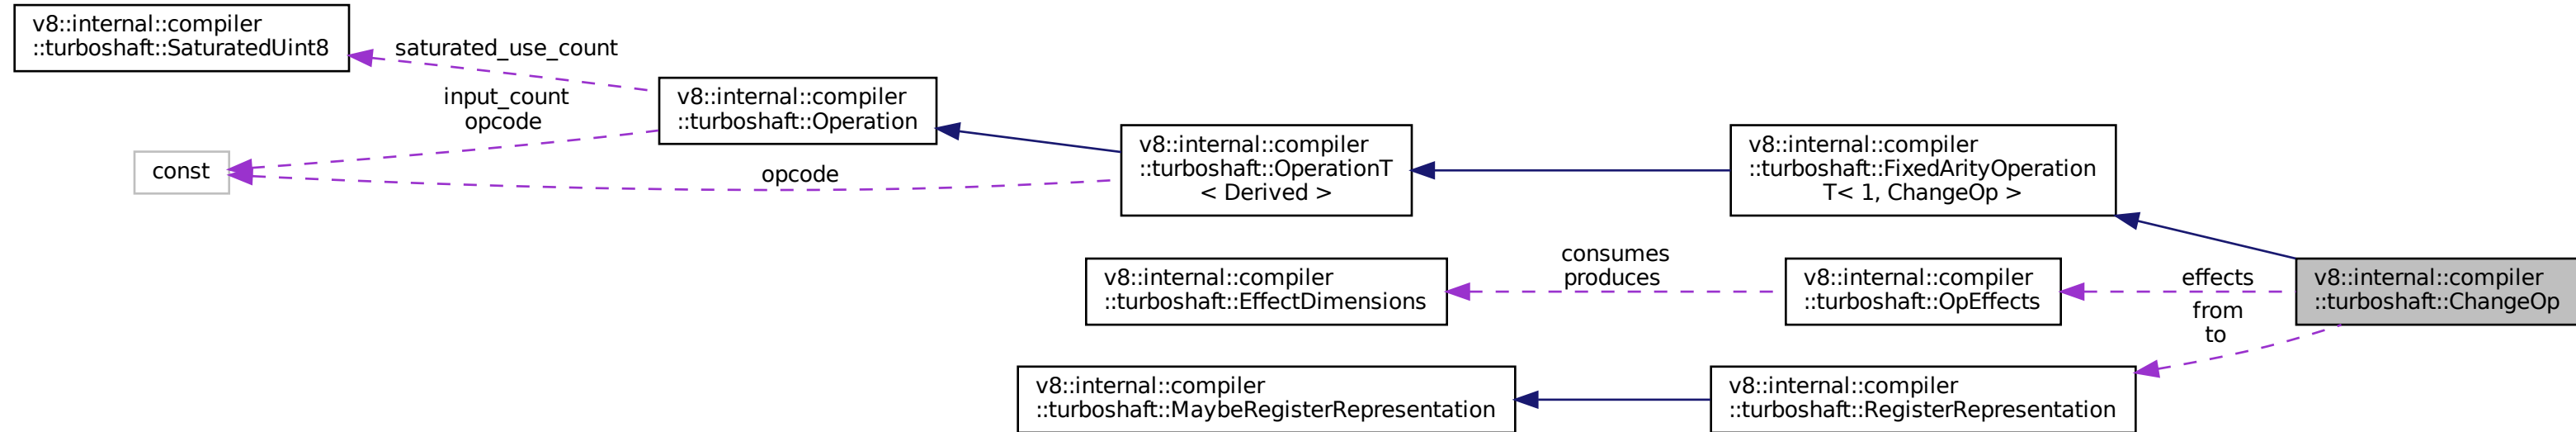 v8::internal::compiler
::turboshaft::SaturatedUint8
saturated_use_count
input_count
opcode
const
v8::internal::compiler
::turboshaft::Operation
opcode
v8::internal::compiler
::turboshaft::OperationT
< Derived >
v8::internal::compiler
::turboshaft::FixedArityOperation
T< 1, ChangeOp >
v8::internal::compiler
::turboshaft::EffectDimensions
consumes
produces
v8::internal::compiler
::turboshaft::OpEffects
effects
from
to
v8::internal::compiler
::turboshaft::ChangeOp
v8::internal::compiler
::turboshaft::MaybeRegisterRepresentation
v8::internal::compiler
::turboshaft::RegisterRepresentation